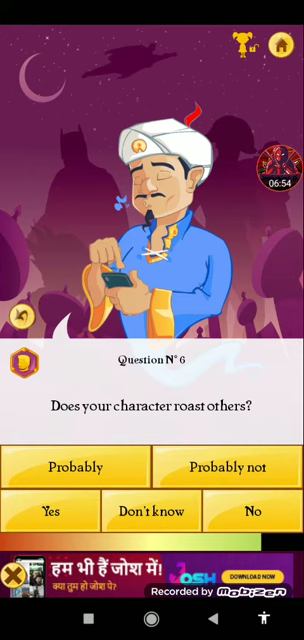 06:54
Question N° 6
Does your character roast others?
Probably
Probably not
Yes
Don't know
No
हम भी हैं जोश में!
क्या तुम हो जोश पे?
JOSH
DOWNLOAD NOW
Recorded by mobizen